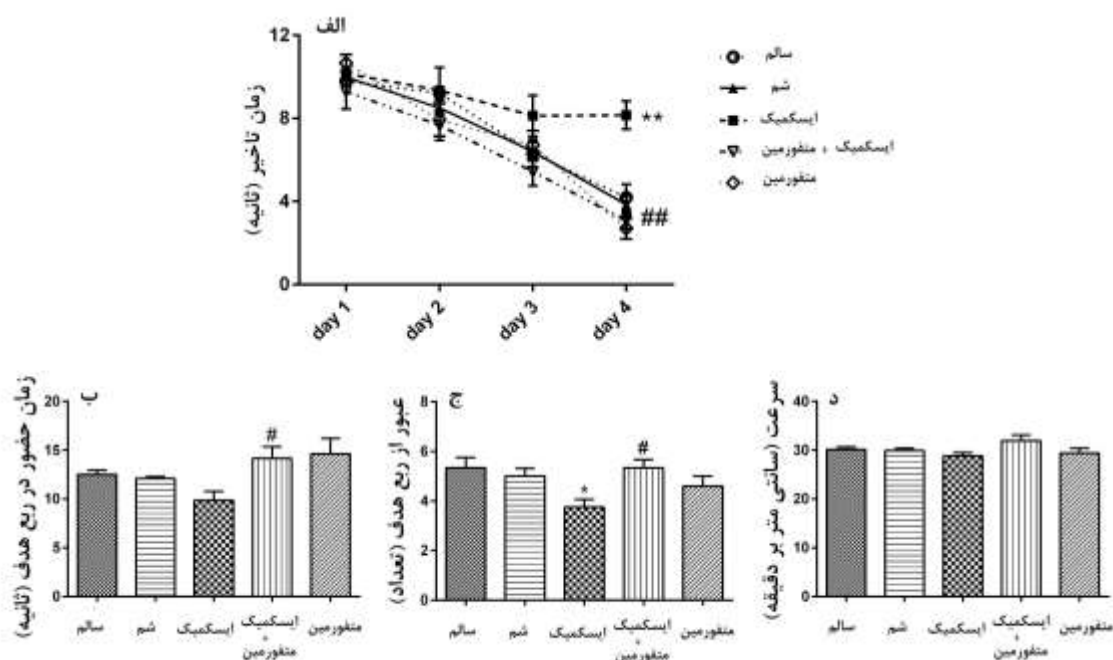 الف
زمان تاخیر (ثانیه)
12
8
4
0
day 1
day 2
day 3
day 4
**
##
سالم
شم
ایسکمیک
ایسکمیک + متفورمین
متفورمین
ب
زمان حضور در ربع هدف (ثانیه)
20
15
10
5
0
#
سالم
شم
ایسکمیک
ایسکمیک
+
متفورمین
متفورمین
ج
عبور از ربع هدف (تعداد)
8
6
4
2
0
*
#
سالم
شم
ایسکمیک
ایسکمیک
+
متفورمین
متفورمین
د
سرعت (سانتی متر بر دقیقه)
40
30
20
10
0
سالم
شم
ایسکمیک
ایسکمیک
+
متفورمین
متفورمین